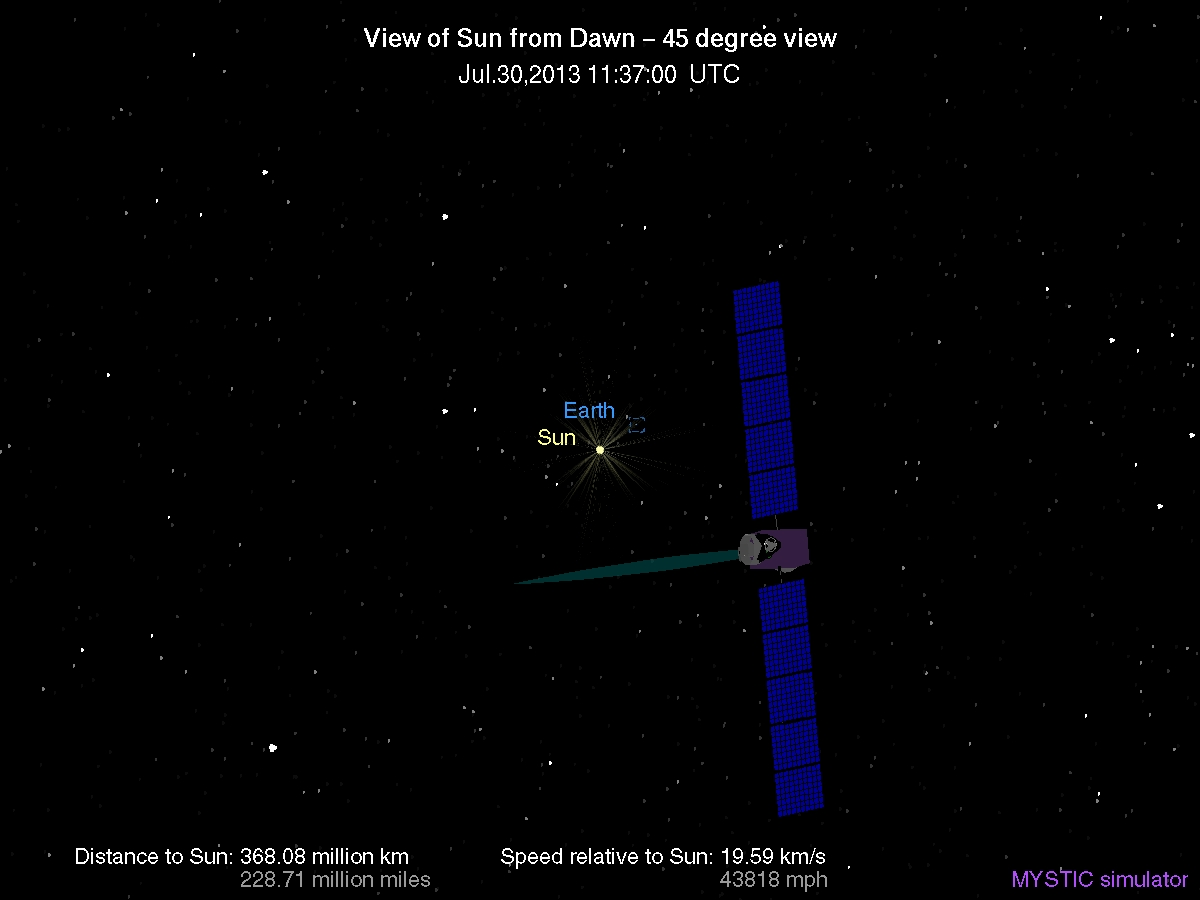 View of Sun from Dawn – 45 degree view
Jul.30,2013 11:37:00 UTC
Earth
Sun
Distance to Sun: 368.08 million km
228.71 million miles
Speed relative to Sun: 19.59 km/s
43818 mph
MYSTIC simulator